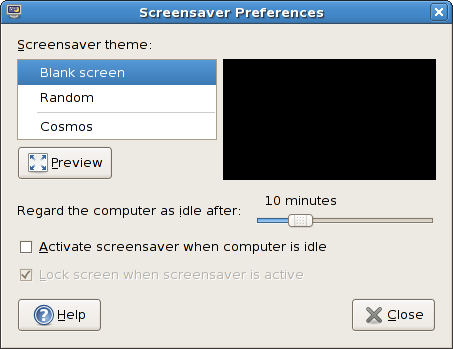 Screensaver Preferences
Screensaver theme:
Blank screen
Random
Cosmos
Preview
10 minutes
Regard the computer as idle after:
Activate screensaver when computer is idle
Lock screen when screensaver is active
Help
Close